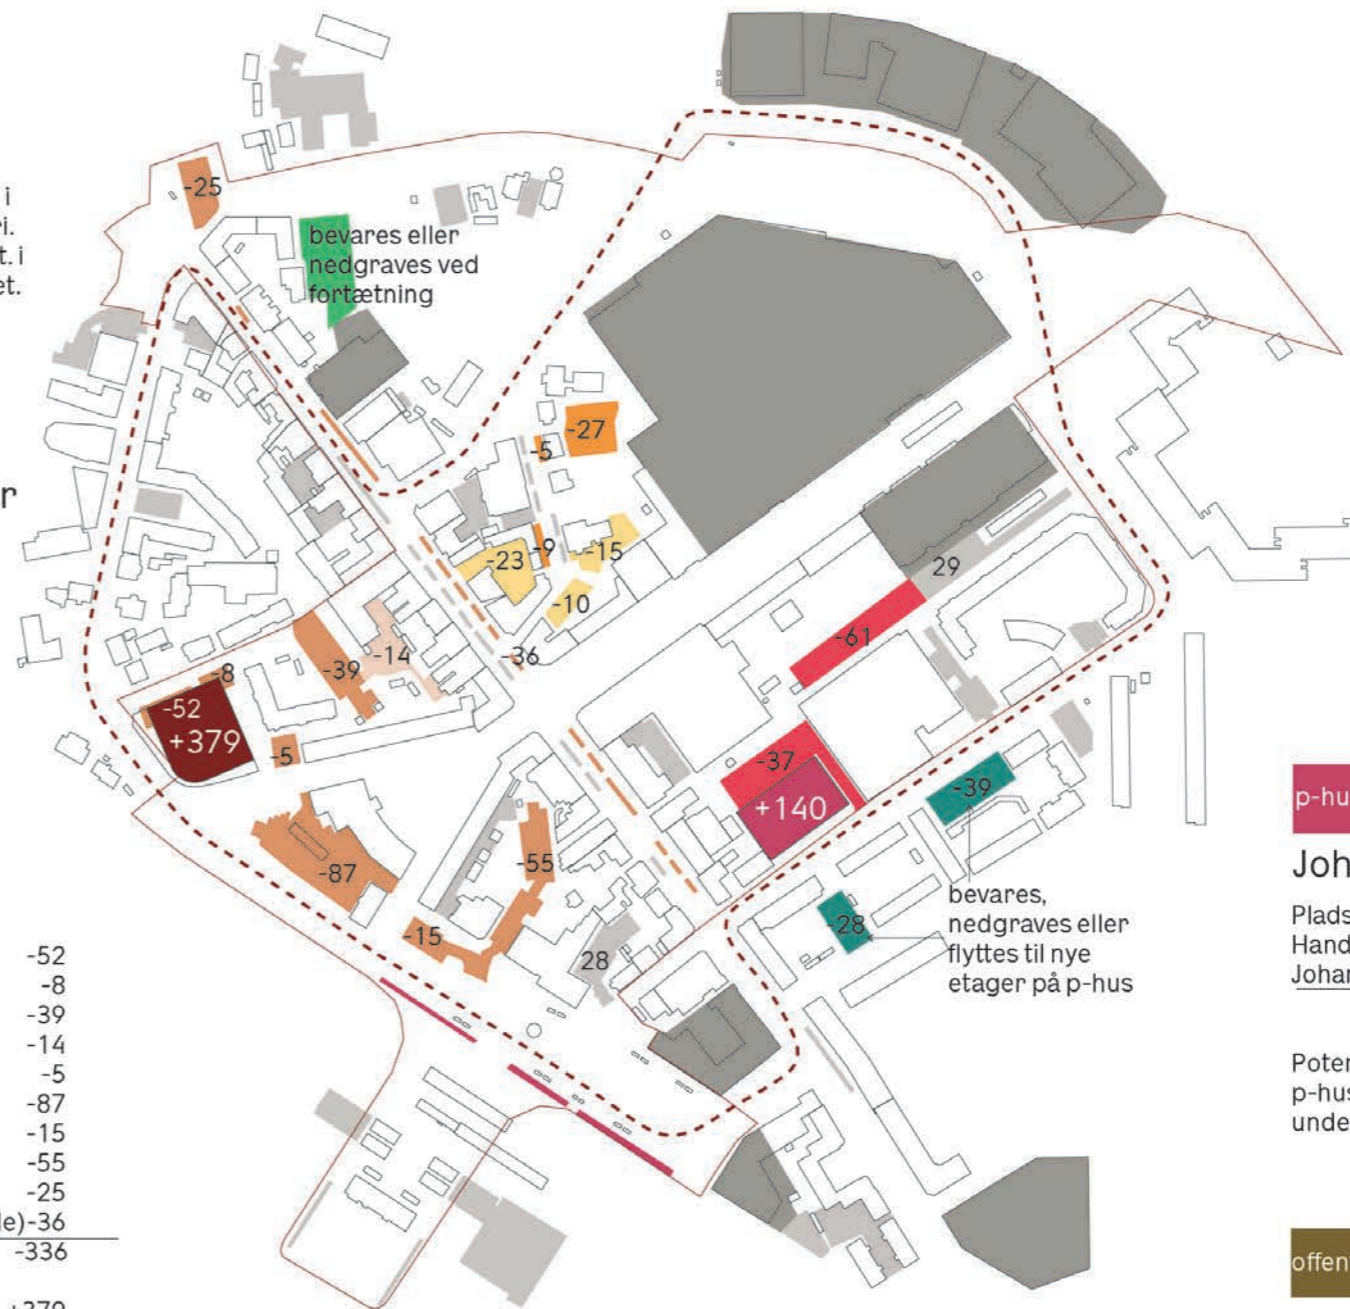 i
i.
t. i
et.
r
-25
bevares eller
nedgraves ved
fortætning
-27
-5
-9
-15
-23
-10
-36
29
-61
-8
-39
-14
-52
+379
-5
-37
+140
-39
-87
-55
-15
28
-28
bevares,
nedgraves eller
flyttes til nye
etager på p-hus
-52
-8
-39
-14
-5
-87
-15
-55
-25
le)-36
-336
+379
p-hu
Joh
Plads
Hand
Johar
Poter
p-hus
unde
offen